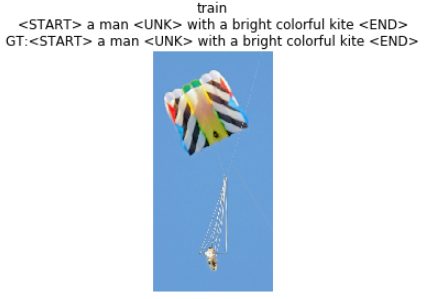 train
<START> a man <UNK> with a bright colorful kite <END>
GT:<START> a man <UNK> with a bright colorful kite <END>